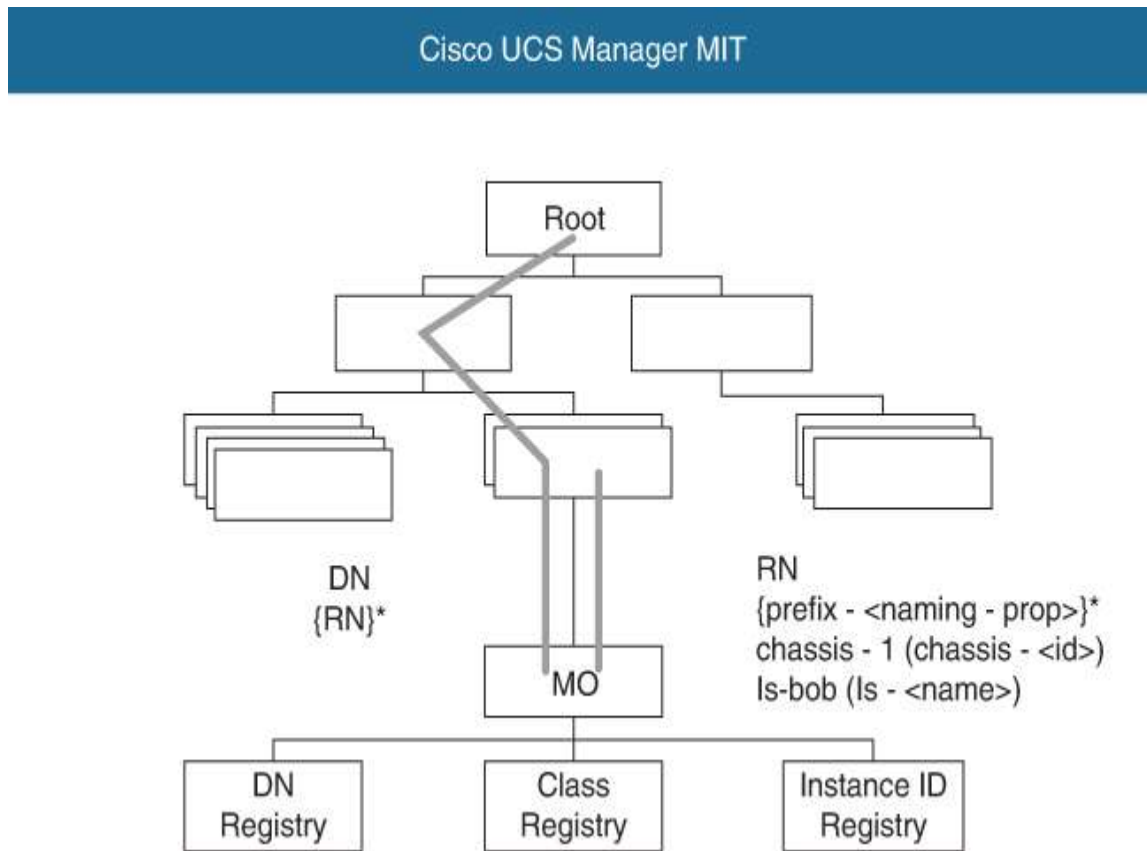 Cisco UCS Manager MIT
Root
DN
{RN}*
RN
{prefix - <naming - prop>}*
chassis - 1 (chassis - <id>)
ls-bob (ls - <name>)
MO
DN
Registry
Class
Registry
Instance ID
Registry